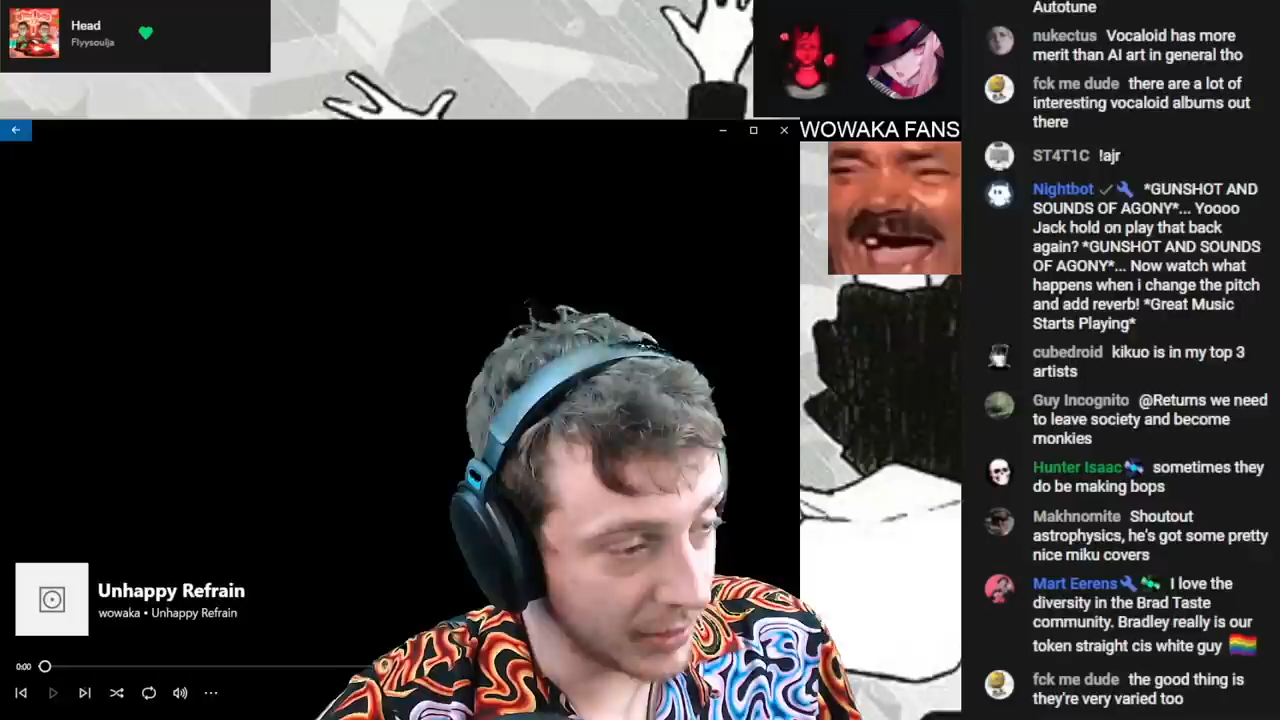 Head
Flyysoulja
WOWAKA FANS
Unhappy Refrain
wowaka • Unhappy Refrain
0:00
Autotune
nukectus Vocaloid has more
merit than AI art in general tho
fck me dude there are a lot of
interesting vocaloid albums out
there
ST4T1C !ajr
Nightbot *GUNSHOT AND
SOUNDS OF AGONY*... Yoooo
Jack hold on play that back
again? *GUNSHOT AND SOUNDS
OF AGONY*... Now watch what
happens when i change the pitch
and add reverb! *Great Music
Starts Playing*
cubedroid kikuo is in my top 3
artists
Guy Incognito @Returns we need
to leave society and become
monkies
Hunter Isaac sometimes they
do be making bops
Makhnomite Shoutout
astrophysics, he's got some pretty
nice miku covers
Mart Eerens I love the
diversity in the Brad Taste
community. Bradley really is our
token straight cis white guy
fck me dude the good thing is
they're very varied too